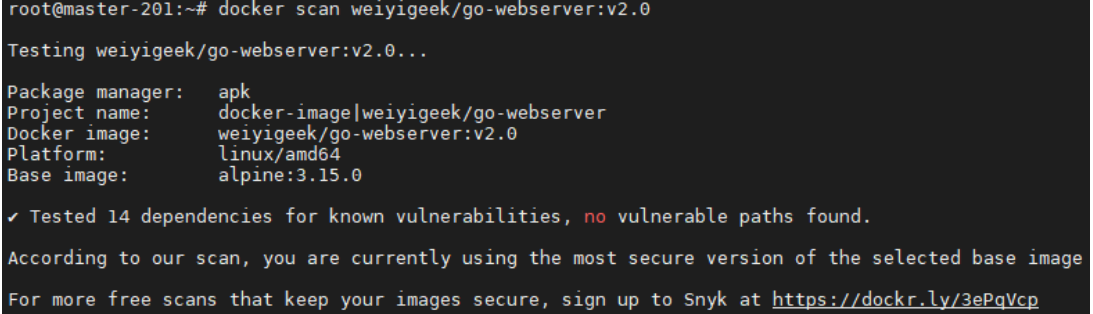 root@master-201:~# docker scan weiyigeek/go-webserver:v2.0
Testing weiyigeek/go-webserver:v2.0...
Package manager:   apk
Project name:      docker-image|weiyigeek/go-webserver
Docker image:      weiyigeek/go-webserver:v2.0
Platform:          linux/amd64
Base image:        alpine:3.15.0
✔ Tested 14 dependencies for known vulnerabilities, no vulnerable paths found.
According to our scan, you are currently using the most secure version of the selected base image
For more free scans that keep your images secure, sign up to Snyk at https://dockr.ly/3ePqVcp